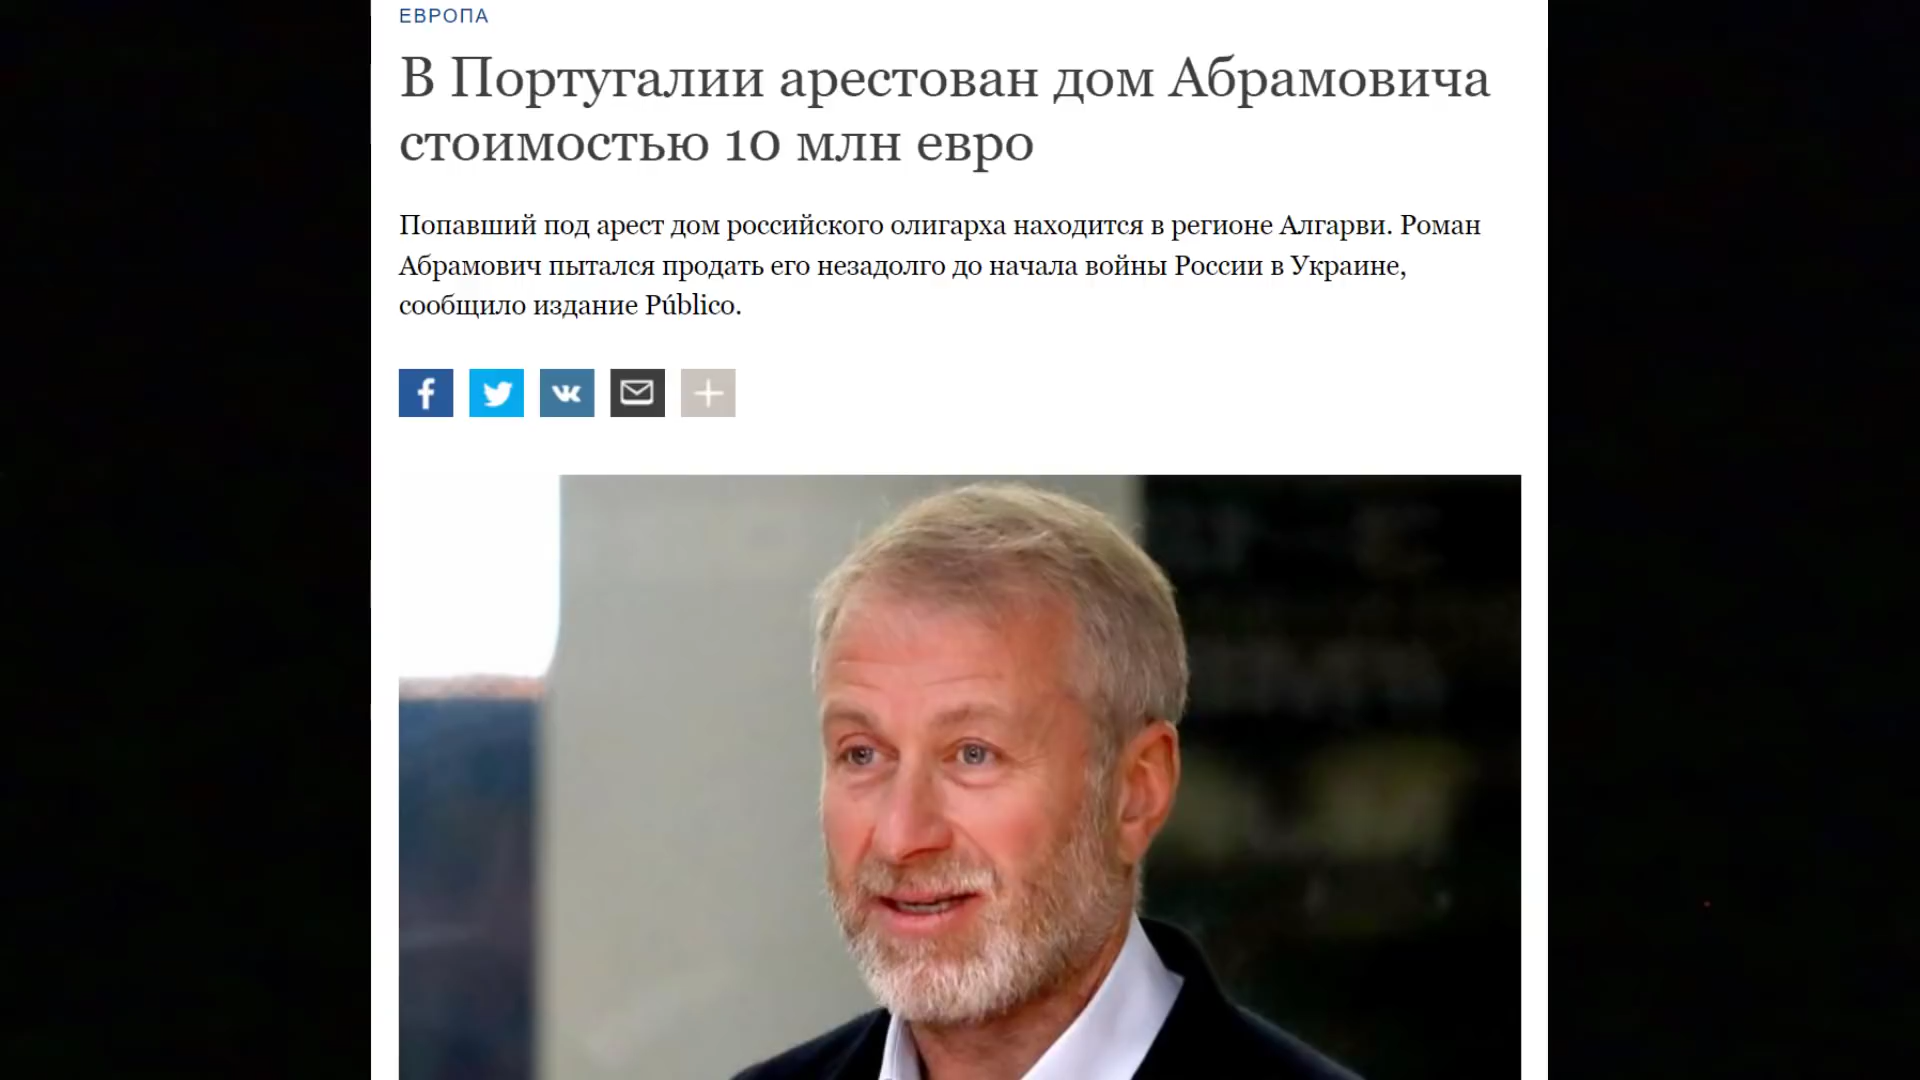 ЕВРОПА
В Португалии арестован дом Абрамовича
стоимостью 10 млн евро
Попавший под арест дом российского олигарха находится в регионе Алгарви. Роман
Абрамович пытался продать его незадолго до начала войны России в Украине,
сообщило издание Público.